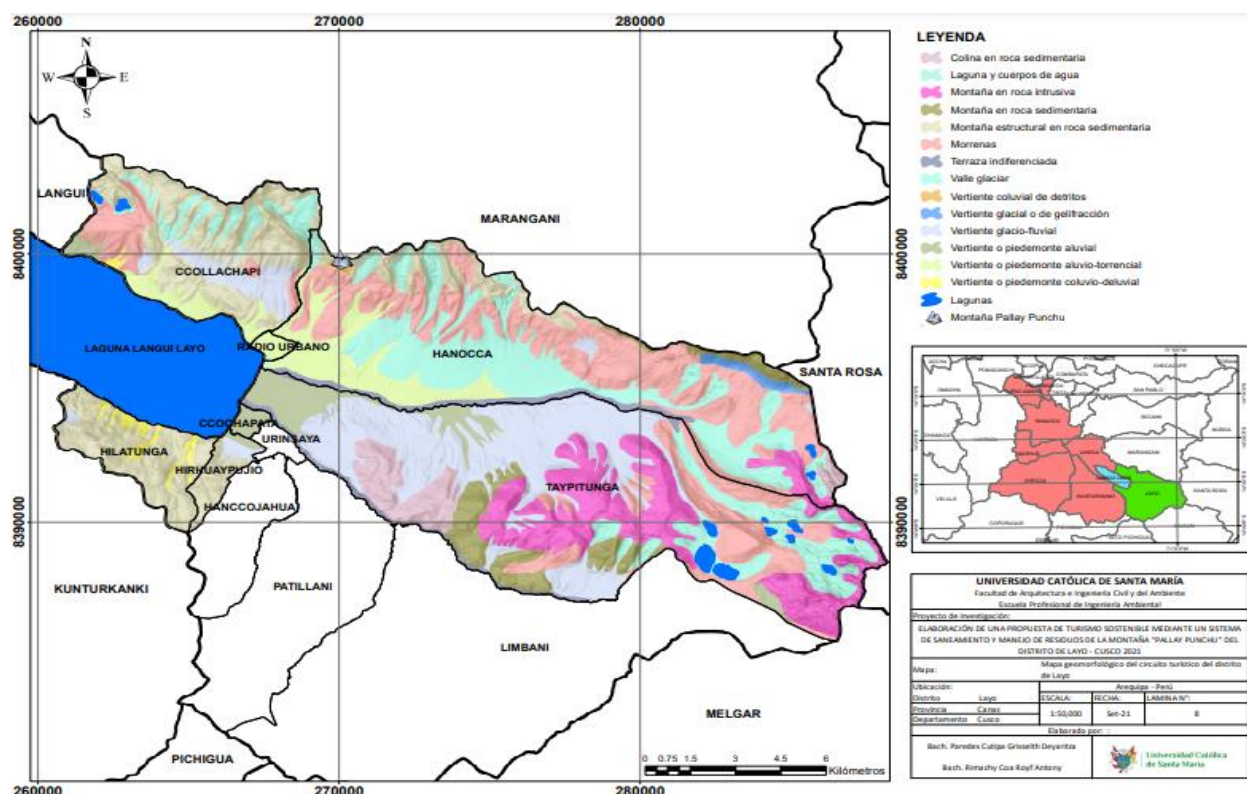 260000 270000 280000
N
W E
S
LANGUI
MARANGANI
8400000 8400000
CCOLLACHAPI
LAGUNA LANGUI LAYO
RADIO URBANO
HANOCCA
SANTA ROSA
CCOCHAPATA
URINSAYA
HILATUNGA
HIRHUAYPUJIO
TAYPITUNGA
HANCCOJAHUA
8390000 8390000
KUNTURKANKI
PATILLANI
LIMBANI
MELGAR
PICHIGUA
0 0.75 1.5 3 4.5 6
Kilómetros
260000 270000 280000
LEYENDA
Colina en roca sedimentaria
Laguna y cuerpos de agua
Montaña en roca intrusiva
Montaña en roca sedimentaria
Montaña estructural en roca sedimentaria
Morrenas
Terraza indiferenciada
Valle glaciar
Vertiente coluvial de detritos
Vertiente glacial o de gelifracción
Vertiente glacio-fluvial
Vertiente o piedemonte aluvial
Vertiente o piedemonte aluvio-torrencial
Vertiente o piedemonte coluvio-deluvial
Lagunas
Montaña Pallay Punchu
SAN PABLO
MARANGANI
SANTA ROSA
LAYO
UNIVERSIDAD CATÓLICA DE SANTA MARÍA
Facultad de Arquitectura e Ingeniería Civil y del Ambiente
Escuela Profesional de Ingeniería Ambiental
Proyecto de investigación:
ELABORACIÓN DE UNA PROPUESTA DE TURISMO SOSTENIBLE MEDIANTE UN SISTEMA
DE SANEAMIENTO Y MANEJO DE RESIDUOS DE LA MONTAÑA "PALLAY PUNCHU" DEL
DISTRITO DE LAYO - CUSCO 2021
Mapa: Mapa geomorfológico del circuito turístico del distrito
de Layo
Ubicación: Arequipa - Perú
Distrito Layo ESCALA: FECHA: LAMINA N°:
Provincia Canas 1:50,000 Set-21 8
Departamento Cusco
Elaborado por: :
Bach. Paredes Cutipa Grisselth Deyaritza
Bach. Rimachy Coa Royf Antony
Universidad Católica
de Santa María